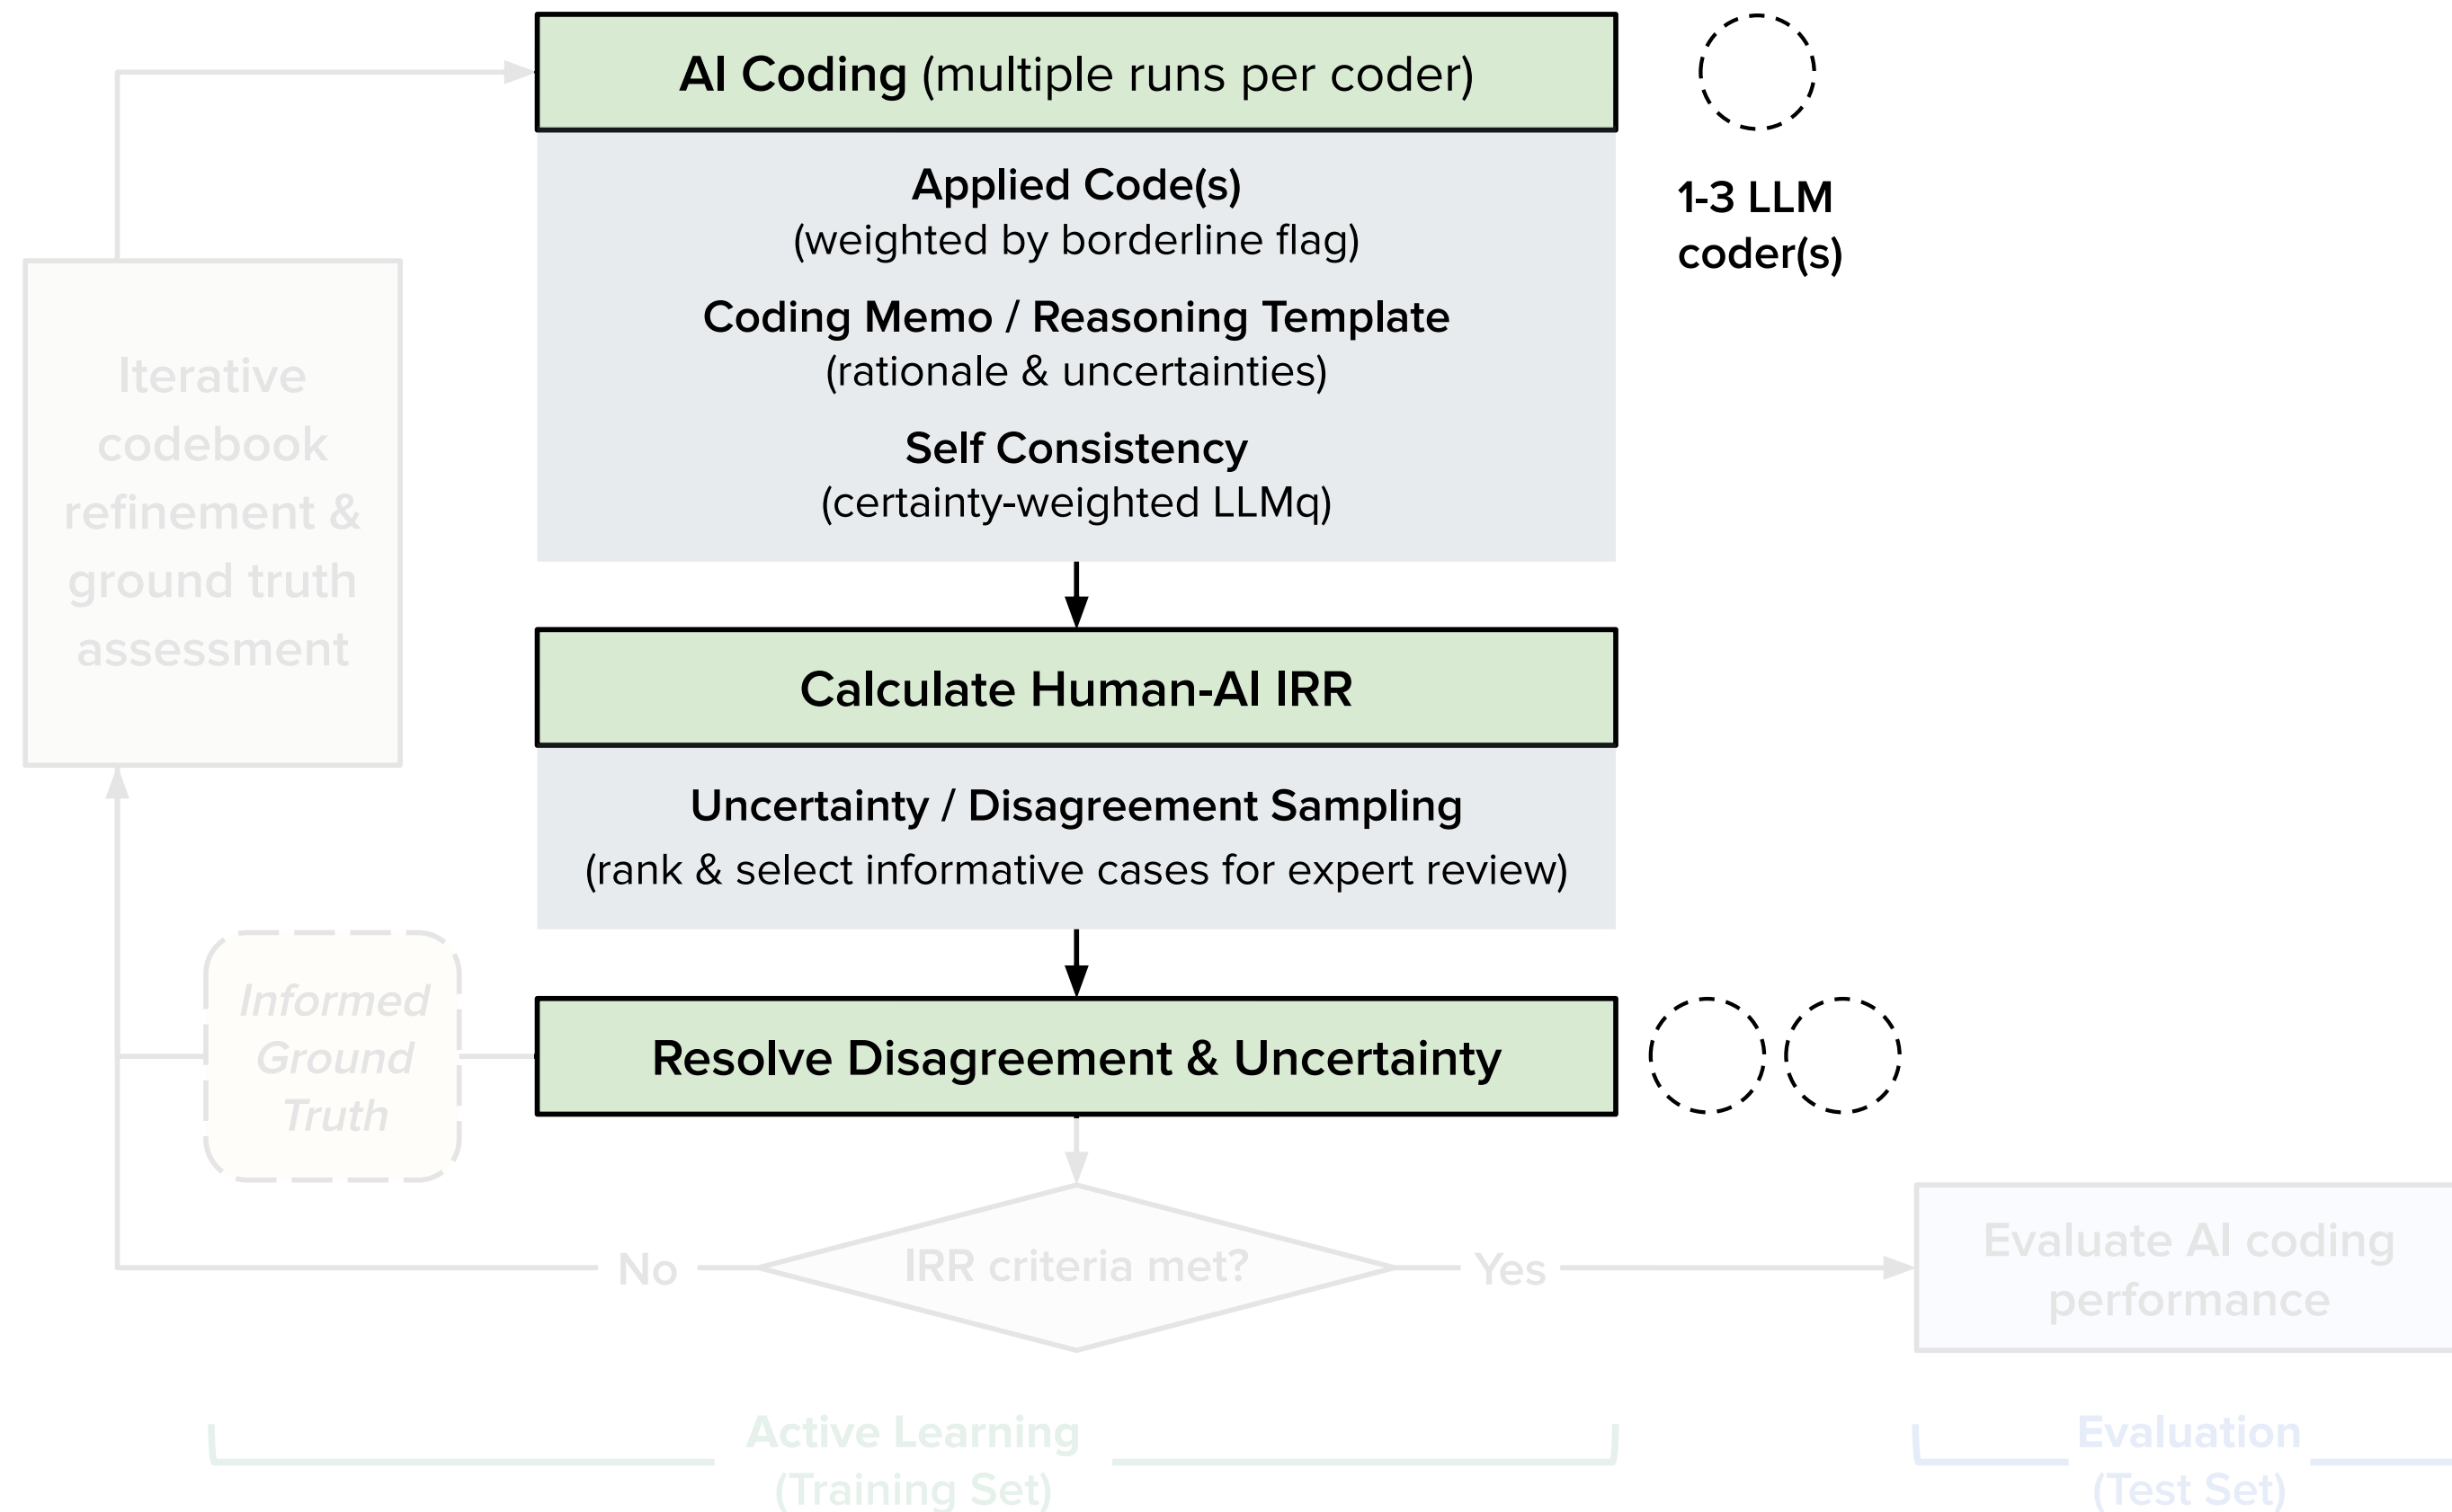 AI Coding (multiple runs per coder)
Applied Code(s)
(weighted by borderline flag)
Coding Memo / Reasoning Template
(rationale & uncertainties)
Self Consistency
(certainty-weighted LLMq)
1-3 LLM
coder(s)
Iterative
codebook
refinement &
ground truth
assessment
Calculate Human-AI IRR
Uncertainty / Disagreement Sampling
(rank & select informative cases for expert review)
Informed
Ground
Truth
Resolve Disagreement & Uncertainty
No
IRR criteria met?
Yes
Evaluate AI coding
performance
Active Learning
(Training Set)
Evaluation
(Test Set)